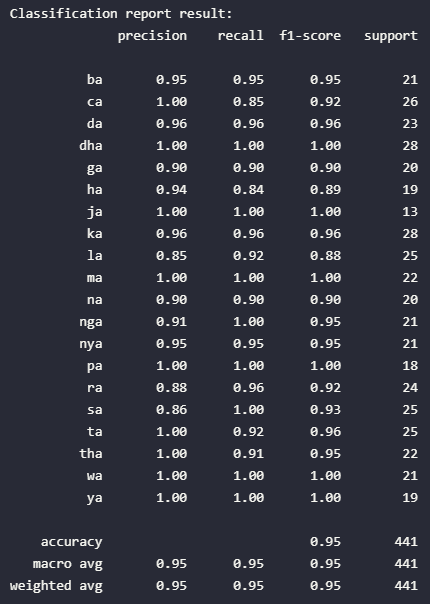 Classification report result:
precision recall f1-score support
ba 0.95 0.95 0.95 21
ca 1.00 0.85 0.92 26
da 0.96 0.96 0.96 23
dha 1.00 1.00 1.00 28
ga 0.90 0.90 0.90 20
ha 0.94 0.84 0.89 19
ja 1.00 1.00 1.00 13
ka 0.96 0.96 0.96 28
la 0.85 0.92 0.88 25
ma 1.00 1.00 1.00 22
na 0.90 0.90 0.90 20
nga 0.91 1.00 0.95 21
nya 0.95 0.95 0.95 21
pa 1.00 1.00 1.00 18
ra 0.88 0.96 0.92 24
sa 0.86 1.00 0.93 25
ta 1.00 0.92 0.96 25
tha 1.00 0.91 0.95 22
wa 1.00 1.00 1.00 21
ya 1.00 1.00 1.00 19
accuracy 0.95 441
macro avg 0.95 0.95 0.95 441
weighted avg 0.95 0.95 0.95 441